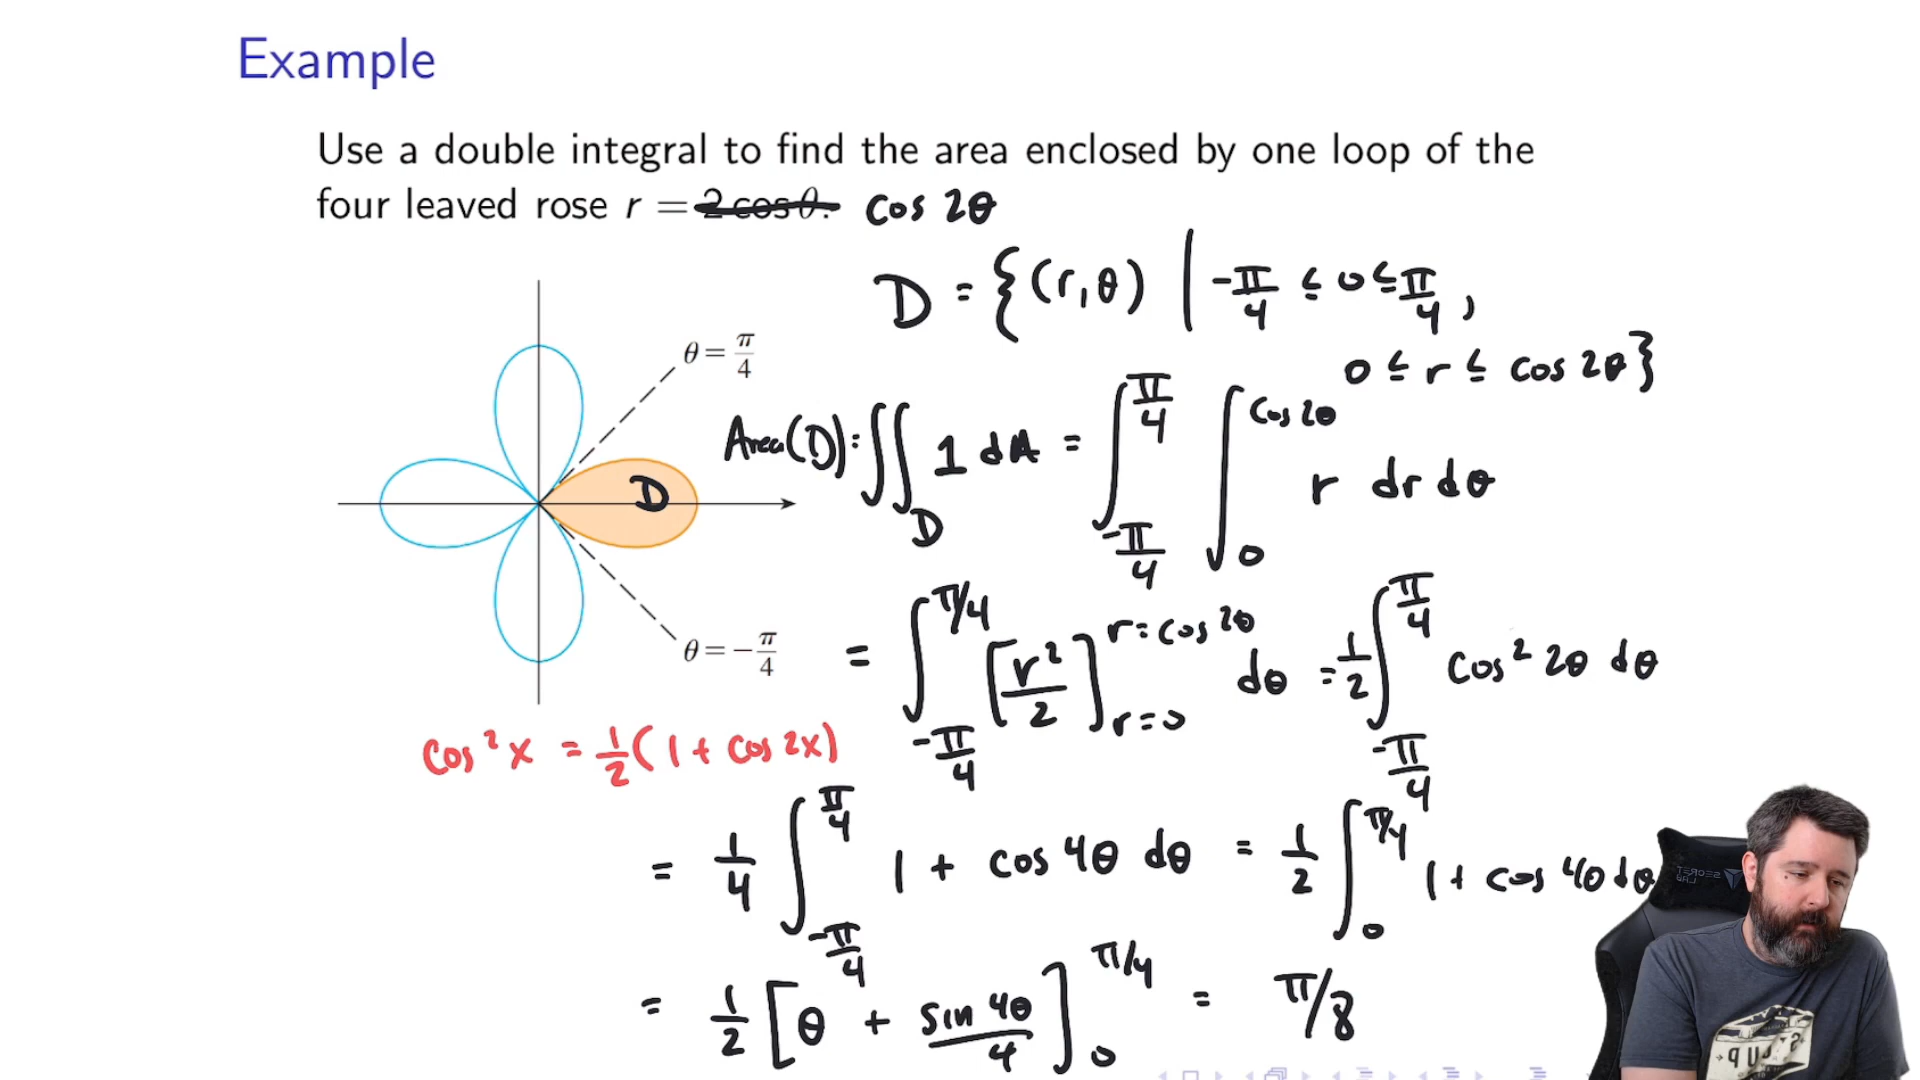 Example
Use a double integral to find the area enclosed by one loop of the
four leaved rose r = 2 cos θ. cos 2θ
D = {(r,θ) | -π/4 ≤ θ ≤ π/4,
0 ≤ r ≤ cos 2θ}
θ = π/4
D
θ = −π/4
Area(D): ∬_D 1 dA = ∫_{-π/4}^{π/4} ∫_0^{cos 2θ} r dr dθ
= ∫_{-π/4}^{π/4} [r²/2]_{r=0}^{r=cos 2θ} dθ = 1/2 ∫_{-π/4}^{π/4} cos² 2θ dθ
cos²x = 1/2(1 + cos 2x)
= 1/4 ∫_{-π/4}^{π/4} 1 + cos 4θ dθ = 1/2 ∫_0^{π/4} 1 + cos 4θ dθ
= 1/2 [θ + sin 4θ/4]_0^{π/4} = π/8